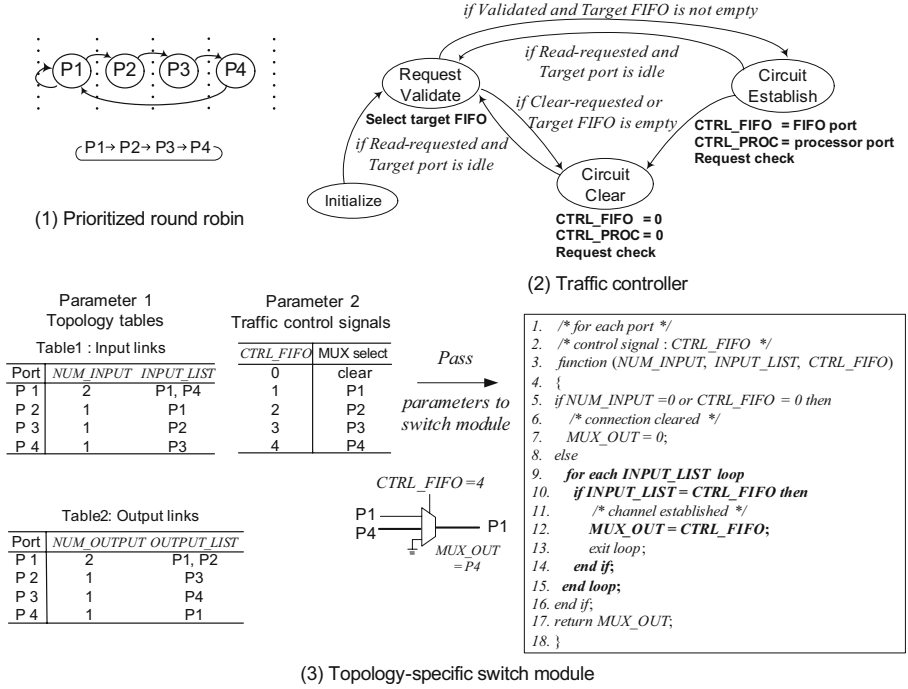 P1 P2 P3 P4
P1→P2→P3→P4
(1) Prioritized round robin
if Validated and Target FIFO is not empty
if Read-requested and
Target port is idle
Request
Validate
Select target FIFO
Circuit
Establish
CTRL_FIFO = FIFO port
CTRL_PROC = processor port
Request check
if Clear-requested or
Target FIFO is empty
if Read-requested and
Target port is idle
Initialize
Circuit
Clear
CTRL_FIFO = 0
CTRL_PROC = 0
Request check
(2) Traffic controller
Parameter 1
Topology tables
Table1 : Input links
Port NUM_INPUT INPUT_LIST
P 1 2 P1, P4
P 2 1 P1
P 3 1 P2
P 4 1 P3
Table2: Output links
Port NUM_OUTPUT OUTPUT_LIST
P 1 2 P1, P2
P 2 1 P3
P 3 1 P4
P 4 1 P1
Parameter 2
Traffic control signals
CTRL_FIFO MUX select
0 clear
1 P1
2 P2
3 P3
4 P4
Pass
parameters to
switch module
CTRL_FIFO=4
P1
P4
P1
MUX_OUT
= P4
1. /* for each port */
2. /* control signal : CTRL_FIFO */
3. function (NUM_INPUT, INPUT_LIST, CTRL_FIFO)
4. {
5. if NUM_INPUT =0 or CTRL_FIFO = 0 then
6. /* connection cleared */
7. MUX_OUT = 0;
8. else
9. for each INPUT_LIST loop
10. if INPUT_LIST = CTRL_FIFO then
11. /* channel established */
12. MUX_OUT = CTRL_FIFO;
13. exit loop;
14. end if;
15. end loop;
16. end if;
17. return MUX_OUT;
18. }
(3) Topology-specific switch module